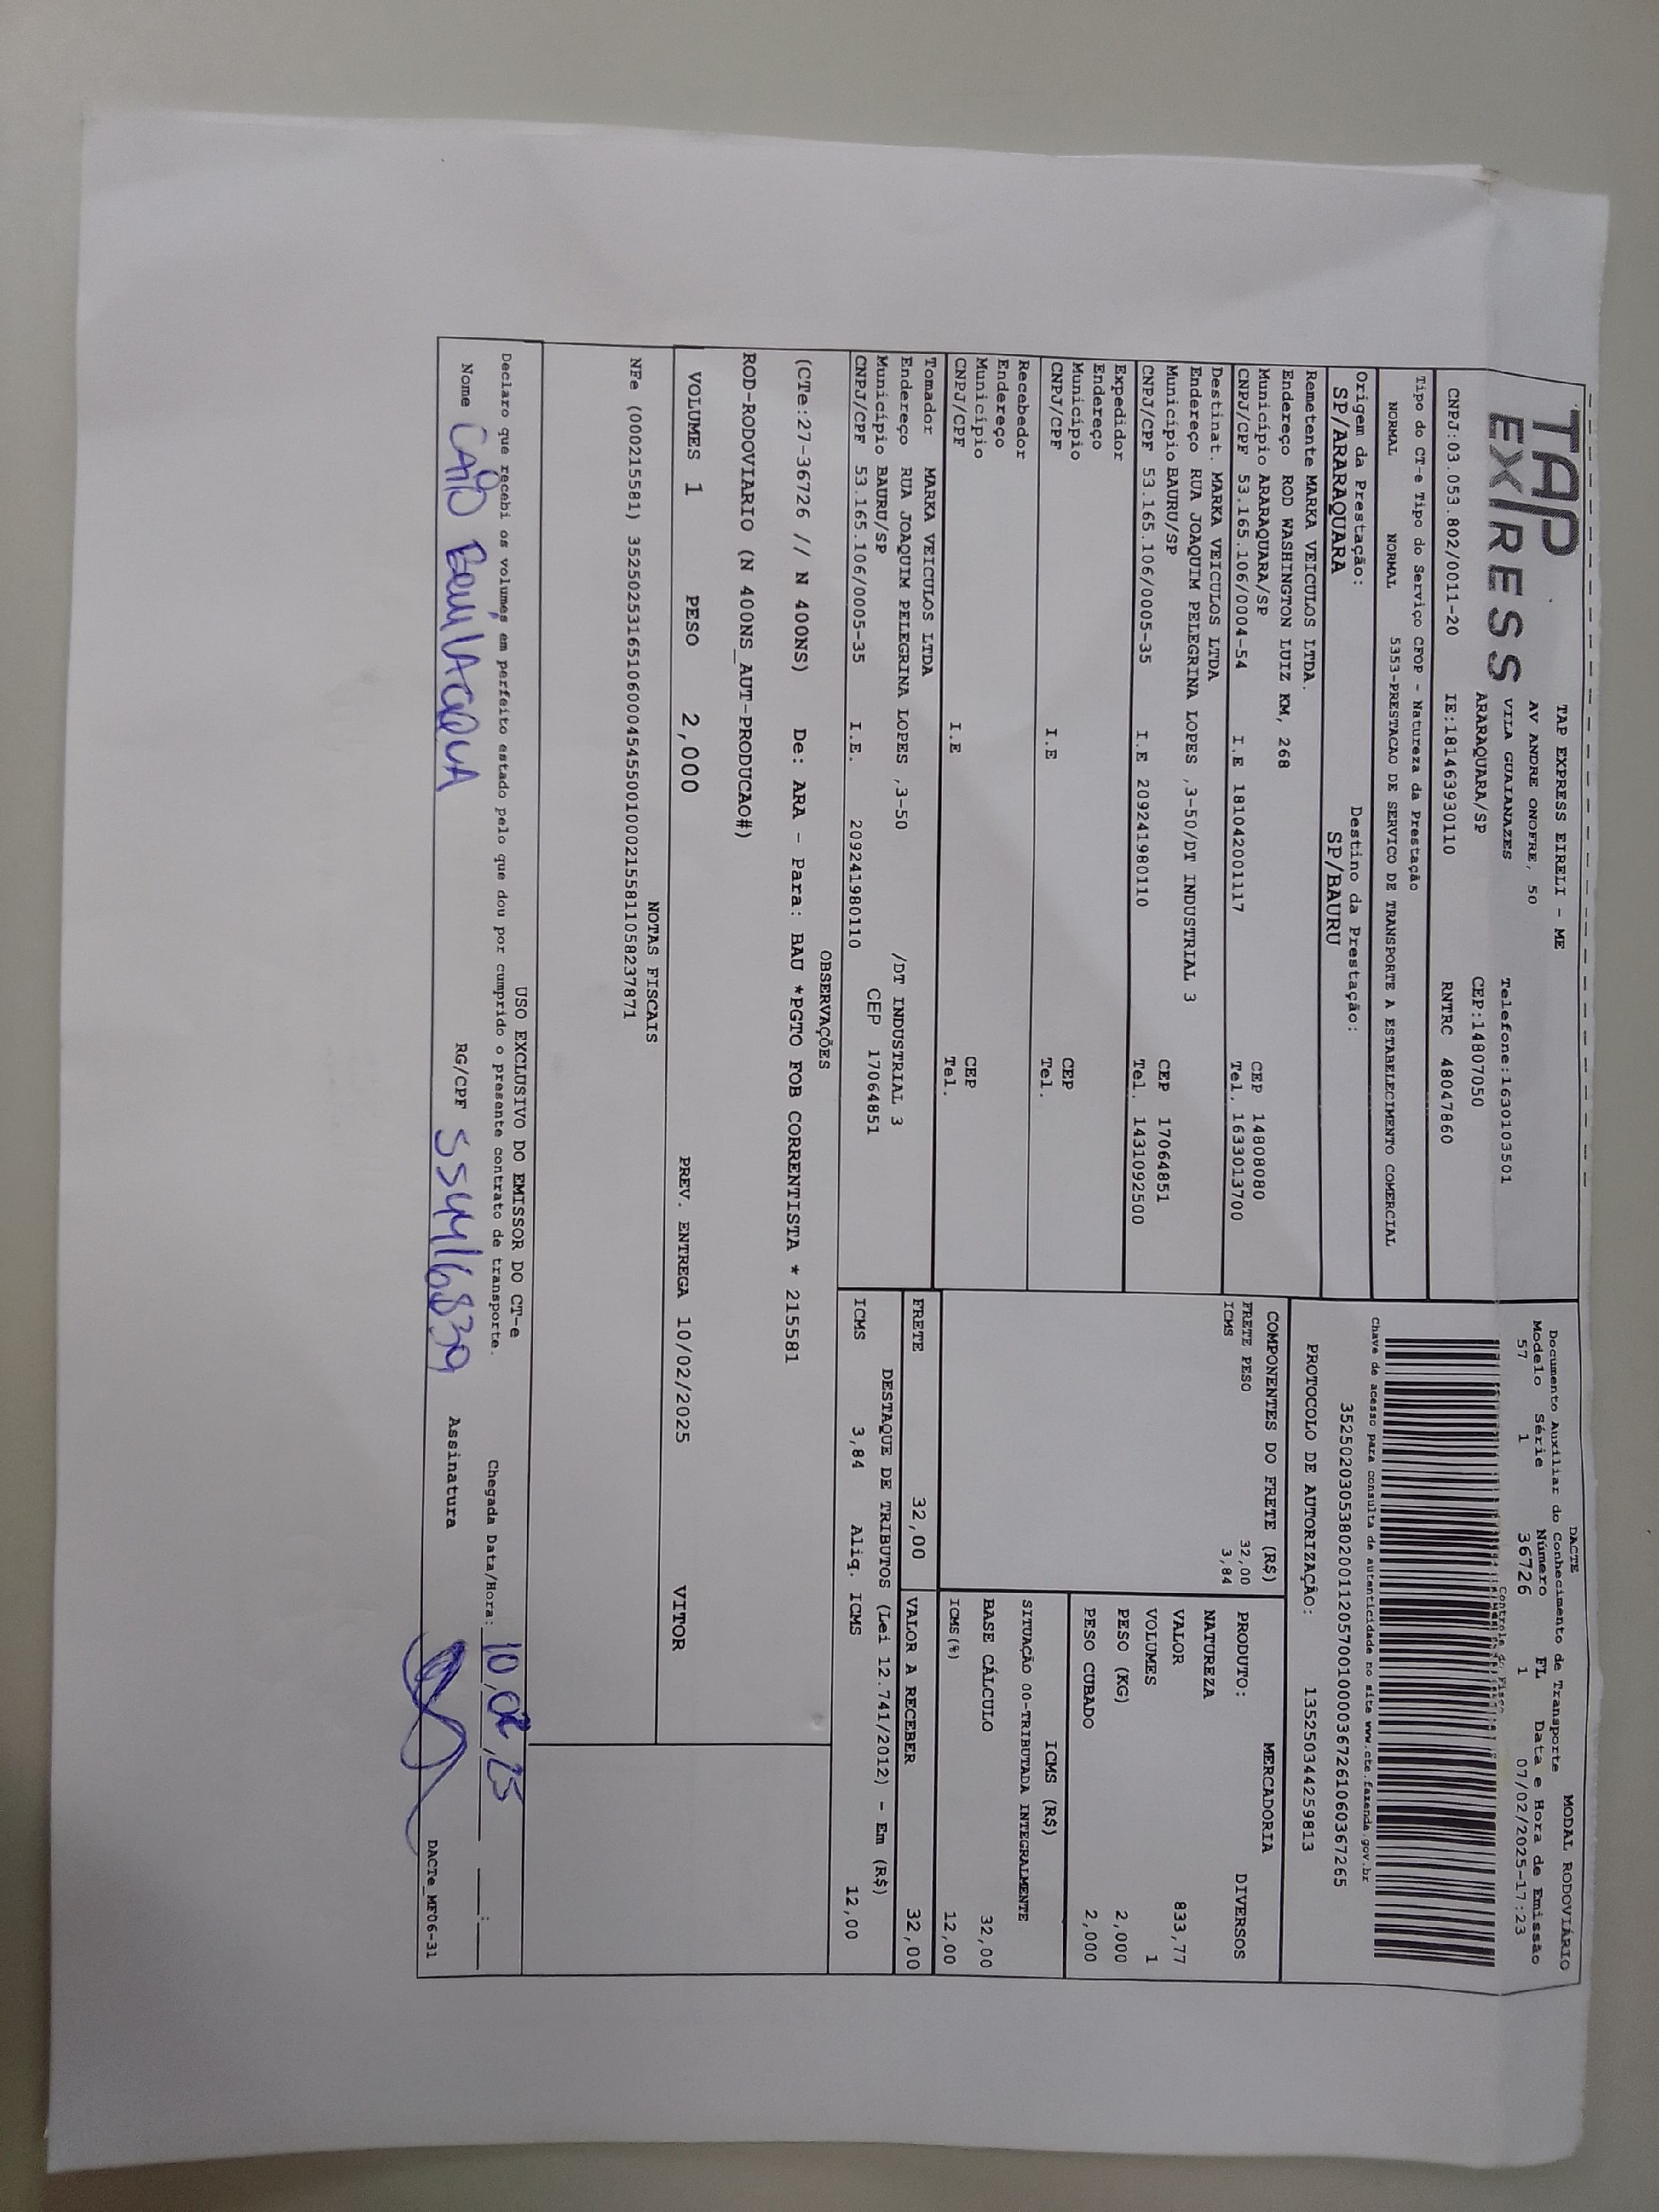 TAP
EXPRESS
TAP EXPRESS EIRELI - ME
AV ANDRE ONOFRE, 50
VILA GUAIANAZES Telefone:1630103501
ARARAQUARA/SP CEP:14807050
CNPJ:03.053.802/0011-20 IE:181463930110 RNTRC 48047860
DACTE MODAL RODOVIÁRIO
Documento Auxiliar do Conhecimento de Transporte
Modelo Série Número FL Data e Hora de Emissão
57 1 36726 1 07/02/2025-17:23
Controle do Fisco
Chave de acesso para consulta de autenticidade no site www.cte.fazenda.gov.br
35250203053802001120570010000367261060367265
PROTOCOLO DE AUTORIZAÇÃO: 135250344259813
Tipo do CT-e Tipo do Serviço CFOP - Natureza da Prestação
NORMAL NORMAL 5353-PRESTACAO DE SERVICO DE TRANSPORTE A ESTABELECIMENTO COMERCIAL
Origem da Prestação: Destino da Prestação:
SP/ARARAQUARA SP/BAURU
Remetente MARKA VEICULOS LTDA.
Endereço ROD WASHINGTON LUIZ KM, 268
Município ARARAQUARA/SP CEP 14808080
CNPJ/CPF 53.165.106/0004-54 I.E 181042001117 Tel. 1633013700
Destinat. MARKA VEICULOS LTDA
Endereço RUA JOAQUIM PELEGRINA LOPES ,3-50/DT INDUSTRIAL 3
Município BAURU/SP CEP 17064851
CNPJ/CPF 53.165.106/0005-35 I.E 209241980110 Tel. 1431092500
Expedidor
Endereço
Município CEP
CNPJ/CPF I.E Tel.
Recebedor
Endereço
Município CEP
CNPJ/CPF I.E Tel.
Tomador MARKA VEICULOS LTDA
Endereço RUA JOAQUIM PELEGRINA LOPES ,3-50 /DT INDUSTRIAL 3
Município BAURU/SP CEP 17064851
CNPJ/CPF 53.165.106/0005-35 I.E. 209241980110
COMPONENTES DO FRETE (R$)
FRETE PESO 32,00
ICMS 3,84
MERCADORIA
PRODUTO: DIVERSOS
NATUREZA
VALOR 833,77
VOLUMES 1
PESO (KG) 2,000
PESO CUBADO 2,000
ICMS (R$)
SITUAÇÃO 00-TRIBUTADA INTEGRALMENTE
BASE CÁLCULO 32,00
ICMS(%) 12,00
FRETE 32,00 VALOR A RECEBER 32,00
DESTAQUE DE TRIBUTOS (Lei 12.741/2012) - Em (R$)
ICMS 3,84 Aliq. ICMS 12,00
OBSERVAÇÕES
(CTe:27-36726 // N 400NS) De: ARA - Para: BAU *PGTO FOB CORRENTISTA * 215581
ROD-RODOVIARIO (N 400NS_AUT-PRODUCAO#)
VOLUMES 1 PESO 2,000 PREV. ENTREGA 10/02/2025 VITOR
NOTAS FISCAIS
NFe (000215581) 35250253165106000454550010002155811058237871
USO EXCLUSIVO DO EMISSOR DO CT-e
Declaro que recebi os volumes em perfeito estado pelo que dou por cumprido o presente contrato de transporte. Chegada Data/Hora: 10,02,25 __:__
Nome CAIO BEVILACQUA RG/CPF 554416839 Assinatura
DACTe_MF06-31